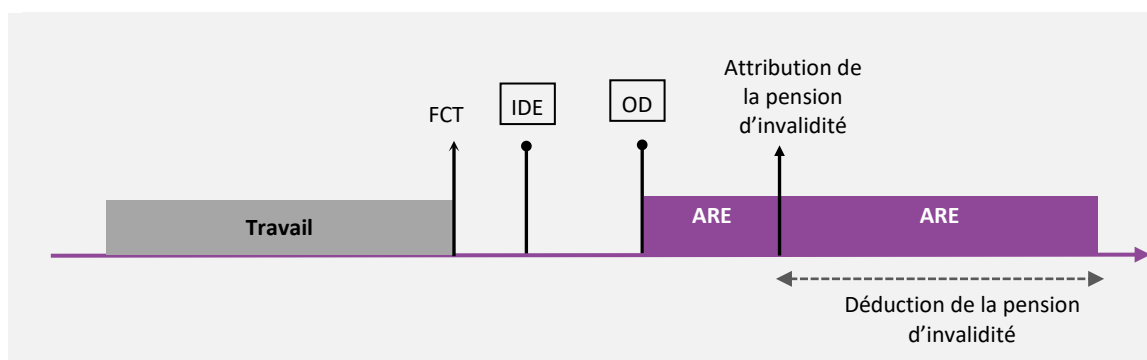 Attribution de
la pension
d’invalidité
FCT
IDE
OD
Travail
ARE
ARE
Déduction de la pension
d’invalidité